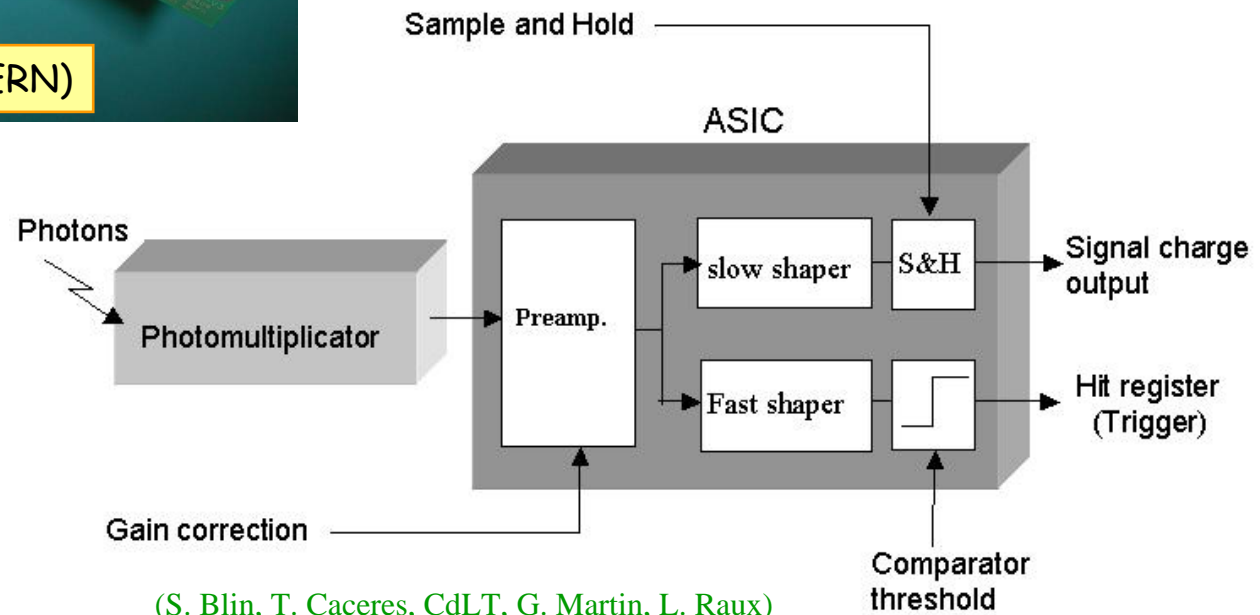 ERN)
Sample and Hold
ASIC
Photons
Photomultiplicator
Preamp.
slow shaper
S&H
Signal charge
output
Fast shaper
Hit register
(Trigger)
Gain correction
Comparator
threshold
(S. Blin, T. Caceres, CdLT, G. Martin, L. Raux)